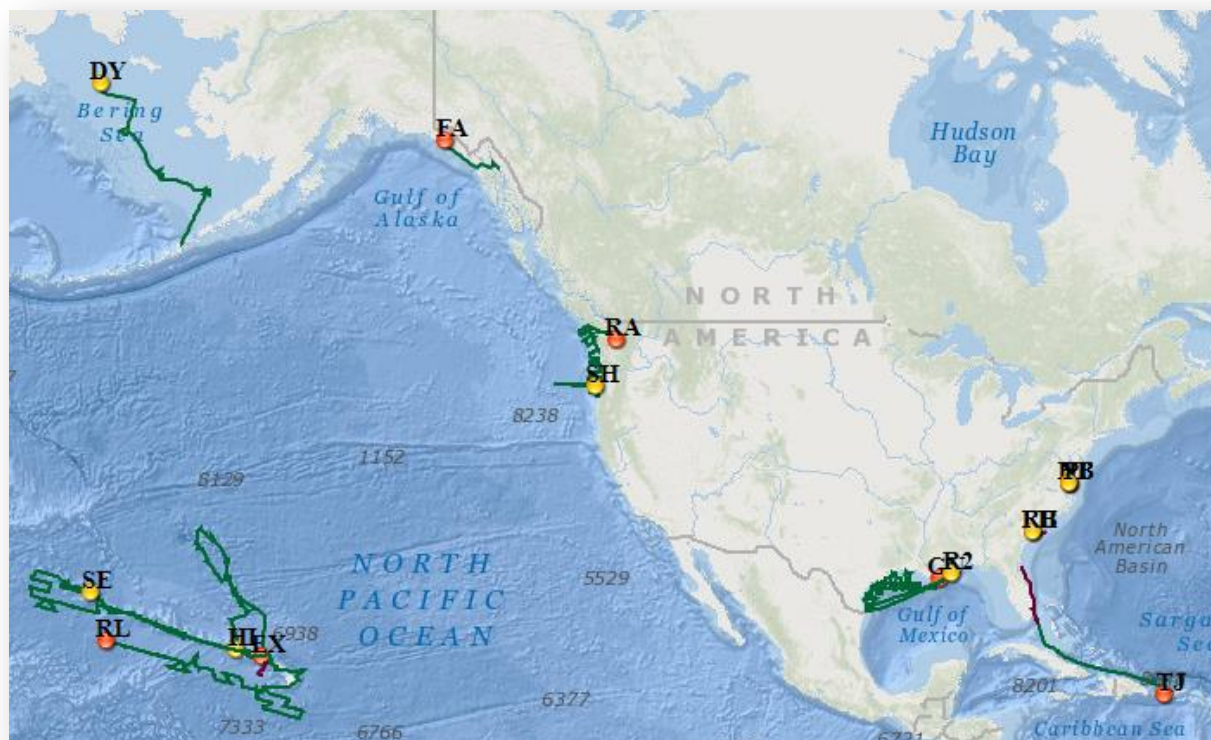 DY
Bering
Sea
FA
Gulf of
Alaska
Hudson
Bay
NORTH
AMERICA
RA
SH
8238
1152
8129
NORTH
PACIFIC
OCEAN
5529
SE
RL
HI
EX
6938
7333
6766
6377
R2
Gulf of
Mexico
North
American
Basin
8201
TJ
Caribbean Sea